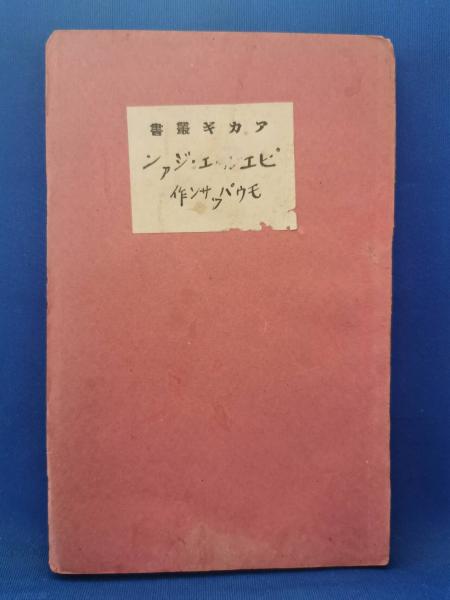 アカギ叢書
ピエル・エ・ジァン
モウパッサン作